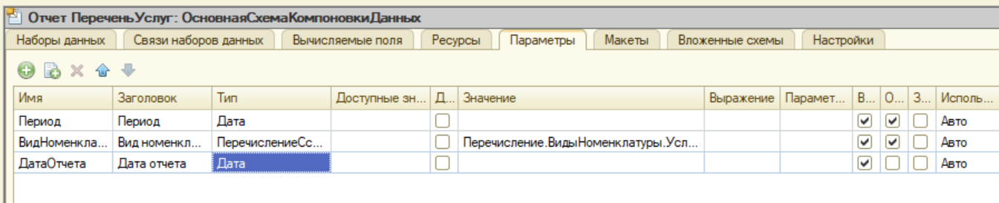 Отчет ПереченьУслуг: ОсновнаяСхемаКомпоновкиДанных
Наборы данных Связи наборов данных Вычисляемые поля Ресурсы Параметры Макеты Вложенные схемы Настройки
Имя Заголовок Тип Доступные зн... Д... Значение Выражение Парамет... В... О... З... Исполь...
Период Период Дата Авто
ВидНоменкла... Вид номенкл... ПеречислениеСс... Перечисление.ВидыНоменклатуры.Усл... Авто
ДатаОтчета Дата отчета Дата Авто